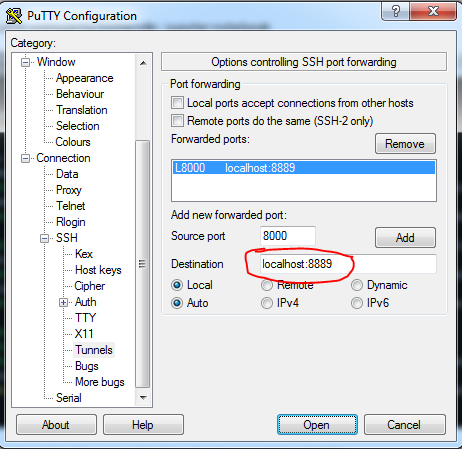 PuTTY Configuration
?
Category:
Window
Appearance
Behaviour
Translation
Selection
Colours
Connection
Data
Proxy
Telnet
Rlogin
SSH
Kex
Host keys
Cipher
Auth
TTY
X11
Tunnels
Bugs
More bugs
Serial
Options controlling SSH port forwarding
Port forwarding
Local ports accept connections from other hosts
Remote ports do the same (SSH-2 only)
Forwarded ports:
Remove
L8000 localhost:8889
Add new forwarded port:
Source port 8000 Add
Destination localhost:8889
Local Remote Dynamic
Auto IPv4 IPv6
About Help Open Cancel